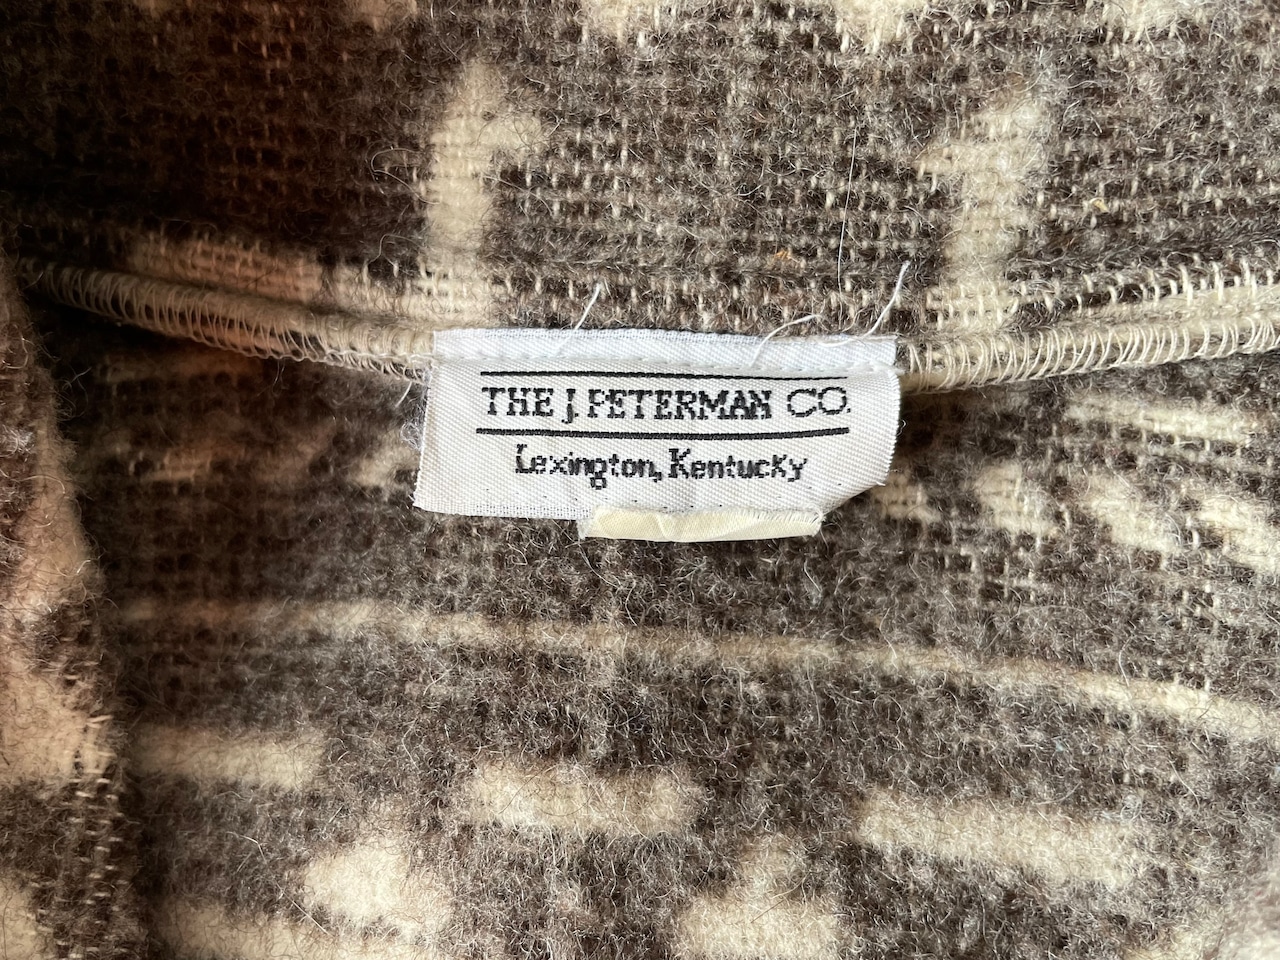 THE J. PETERMAN CO.
Lexington, Kentucky